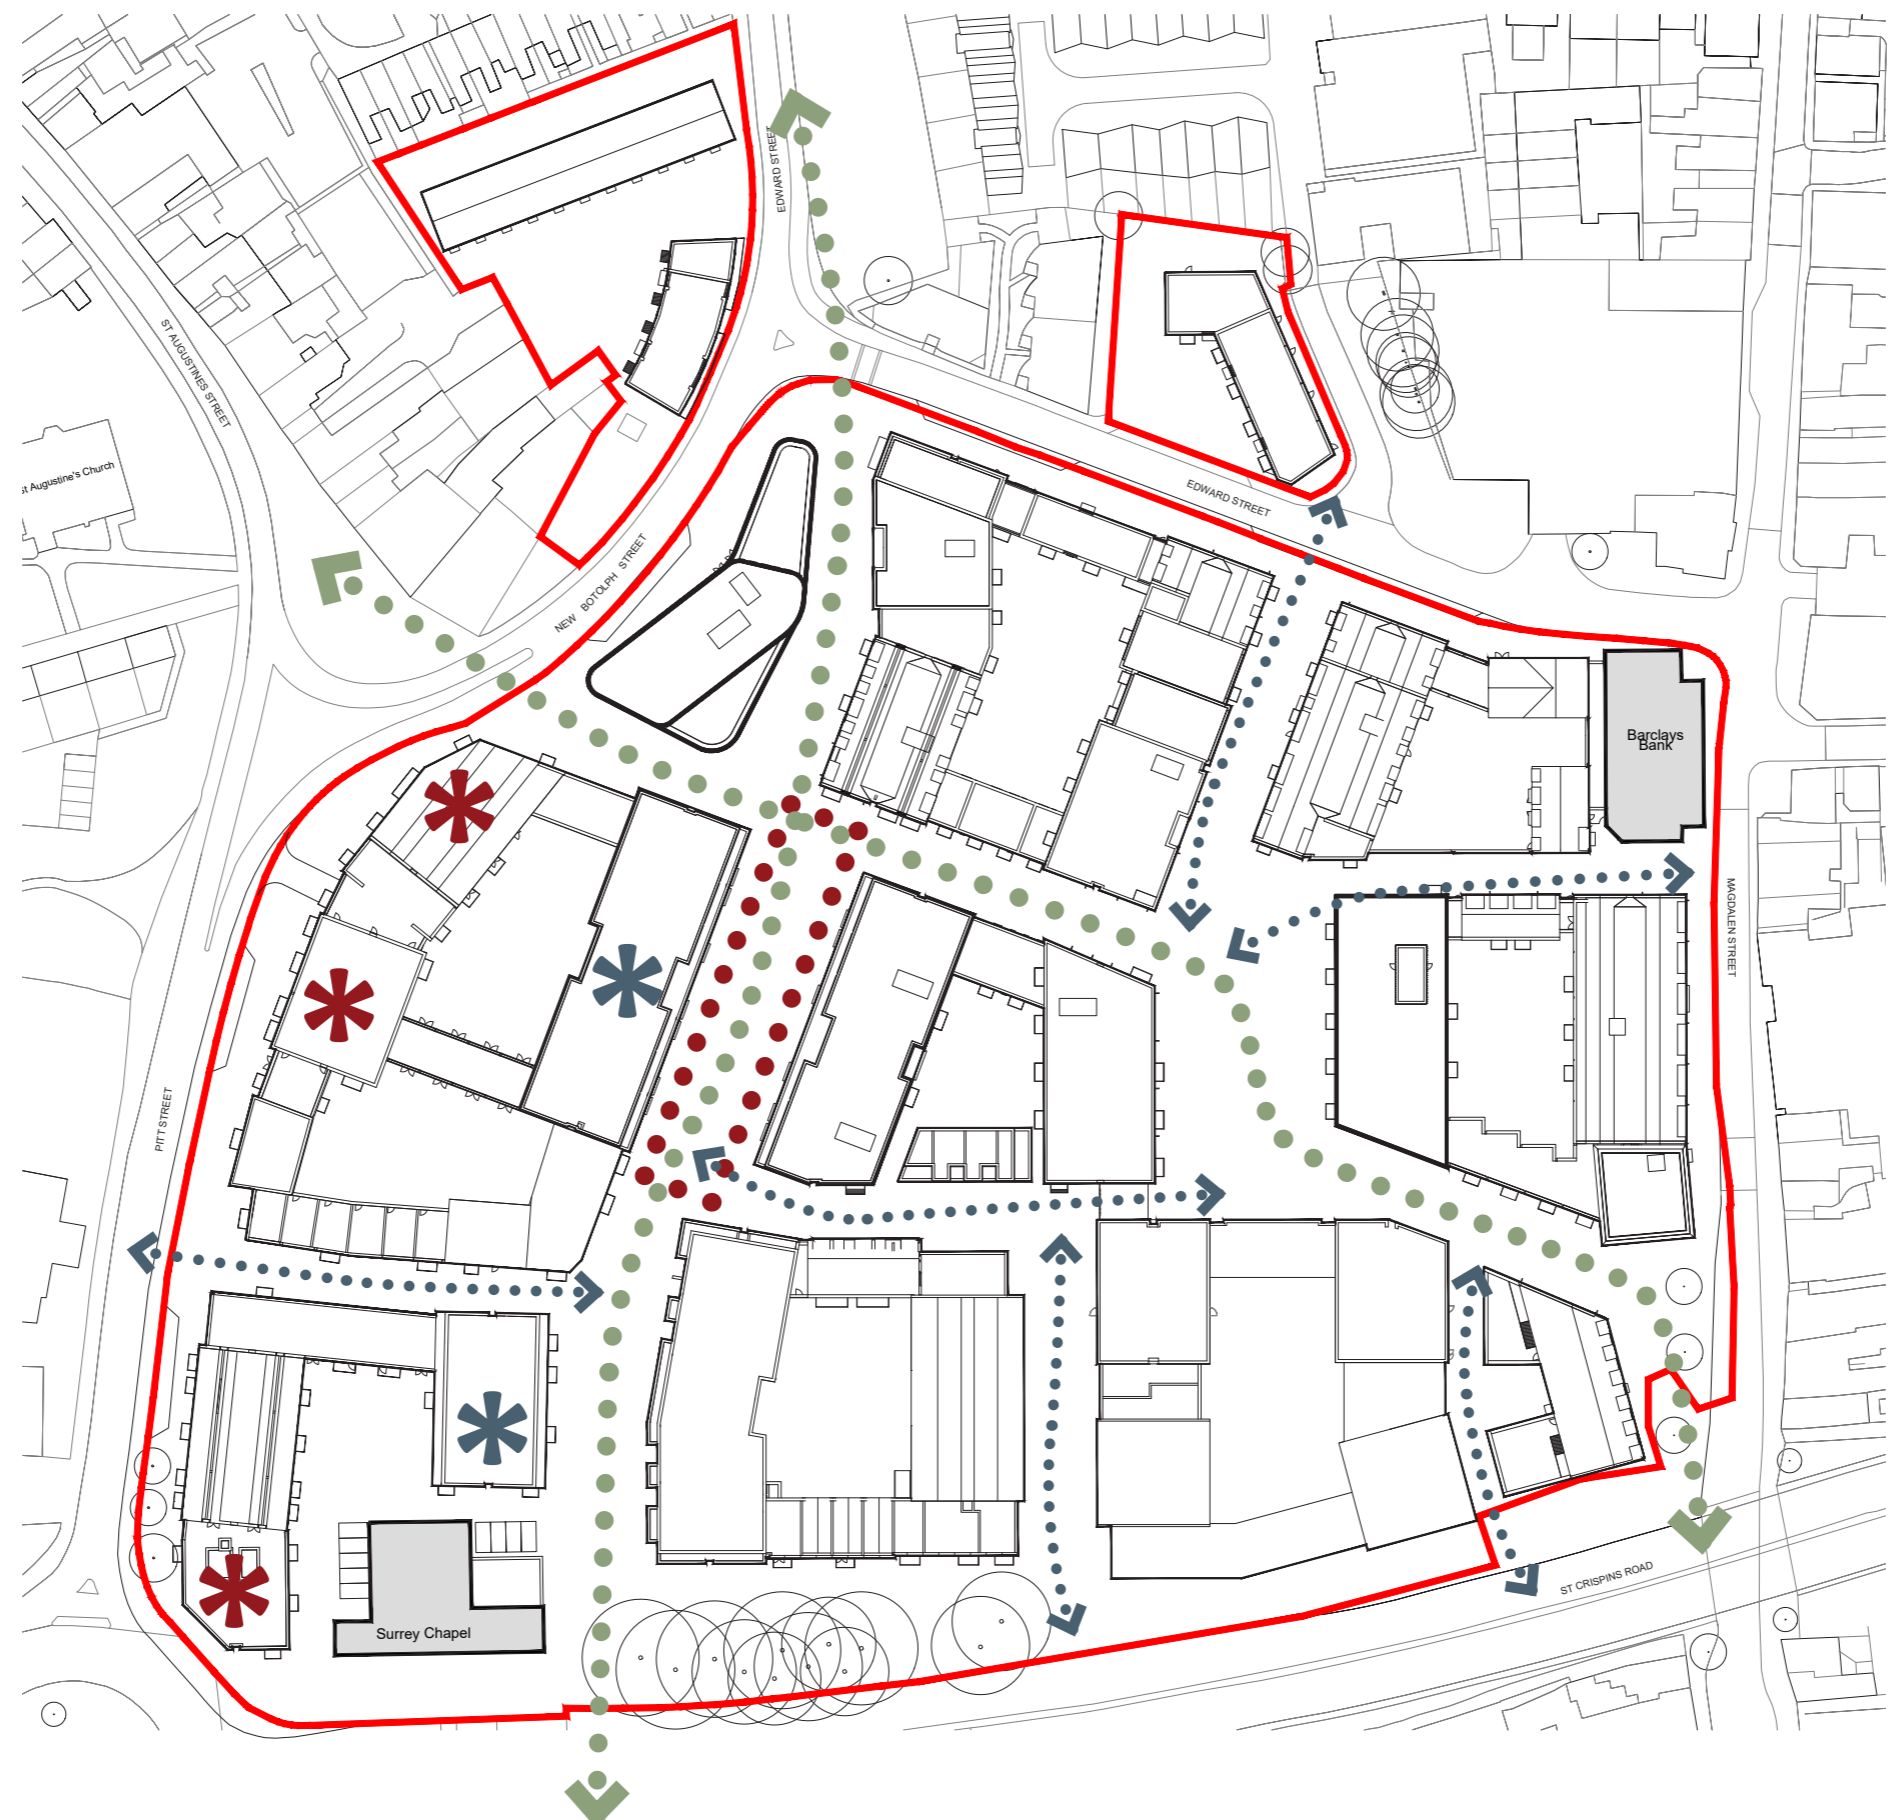 EDWARD STREET
ST AUGUSTINES STREET
St Augustine's Church
EDWARD STREET
NEW BOTOLPH STREET
Barclays
Bank
MAGDALEN STREET
PITT STREET
ST CRISPINS ROAD
Surrey Chapel